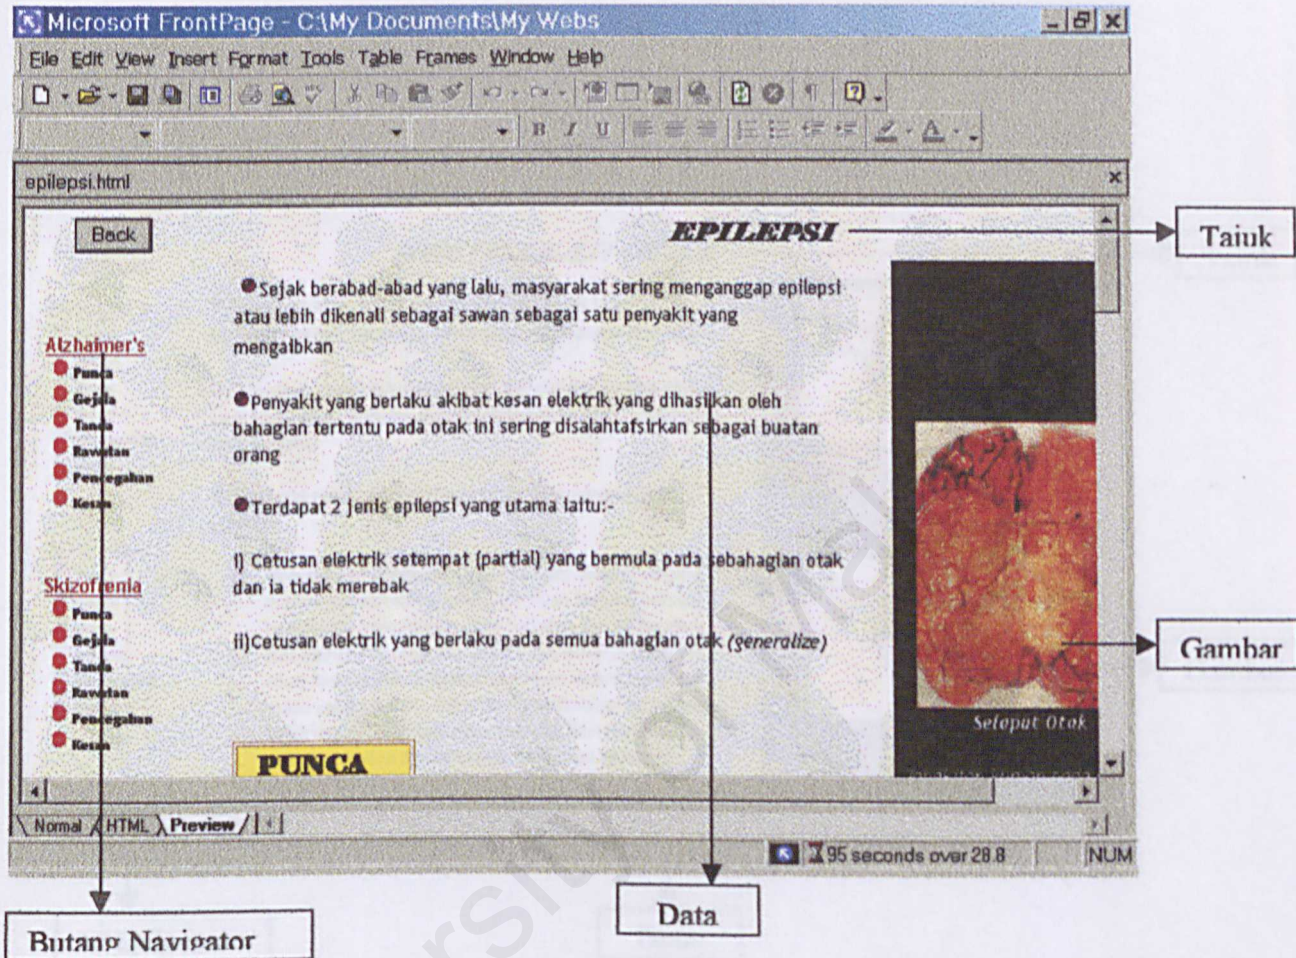 Microsoft FrontPage - C:\My Documents\My Webs
File Edit View Insert Format Tools Table Frames Window Help
B I U A
epilepsi.html
Back
EPILEPSI
Tajuk
Sejak berabad-abad yang lalu, masyarakat sering menganggap epilepsi
atau lebih dikenali sebagai sawan sebagai satu penyakit yang
mengaibkan
Penyakit yang berlaku akibat kesan elektrik yang dihasilkan oleh
bahagian tertentu pada otak ini sering disalahtafsirkan sebagai buatan
orang
Terdapat 2 jenis epilepsi yang utama iaitu:-
i) Cetusan elektrik setempat (partial) yang bermula pada sebahagian otak
dan ia tidak merebak
ii)Cetusan elektrik yang berlaku pada semua bahagian otak (generalize)
PUNCA
Alzhaimer's
Punca
Gejala
Tanda
Rawatan
Pencegahan
Kesan
Skizofrenia
Punca
Gejala
Tanda
Rawatan
Pencegahan
Kesan
Selaput Otak
Gambar
Normal HTML Preview
95 seconds over 28.8 NUM
Data
Butang Navigator